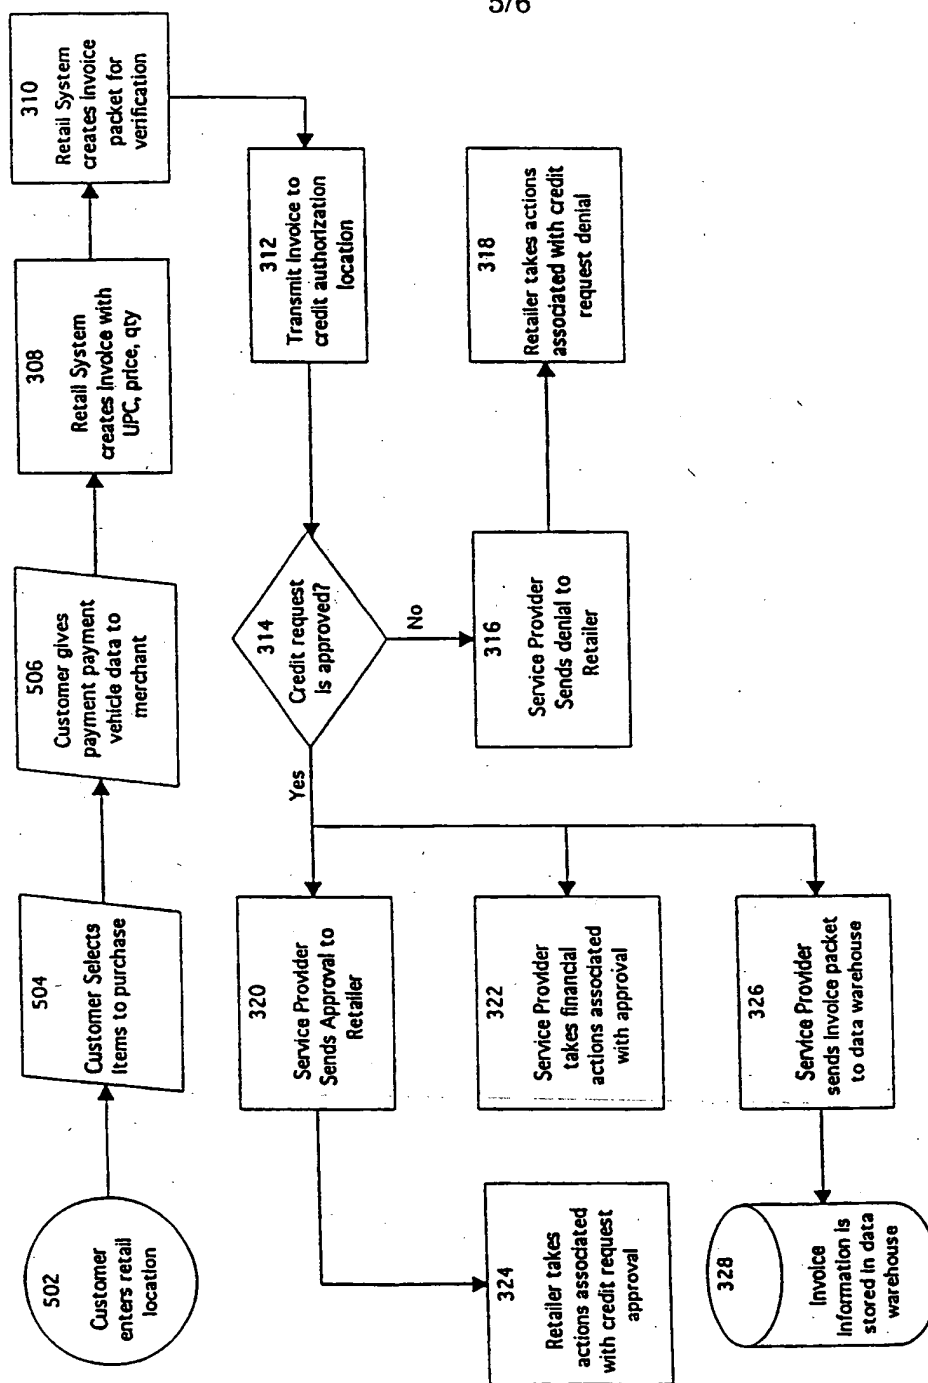 5/6
502
Customer
enters retail
location
504
Customer Selects
Items to purchase
506
Customer gives
payment payment
vehicle data to
merchant
308
Retail System
creates Invoice with
UPC, price, qty
310
Retail System
creates Invoice
packet for
verification
312
Transmit Invoice to
credit authorization
location
314
Credit request
Is approved?
No
316
Service Provider
Sends denial to
Retailer
318
Retailer takes actions
associated with credit
request denial
Yes
320
Service Provider
Sends Approval to
Retailer
324
Retailer takes
actions associated
with credit request
approval
322
Service Provider
takes financial
actions associated
with approval
326
Service Provider
sends invoice packet
to data warehouse
328
Invoice
Information is
stored in data
warehouse